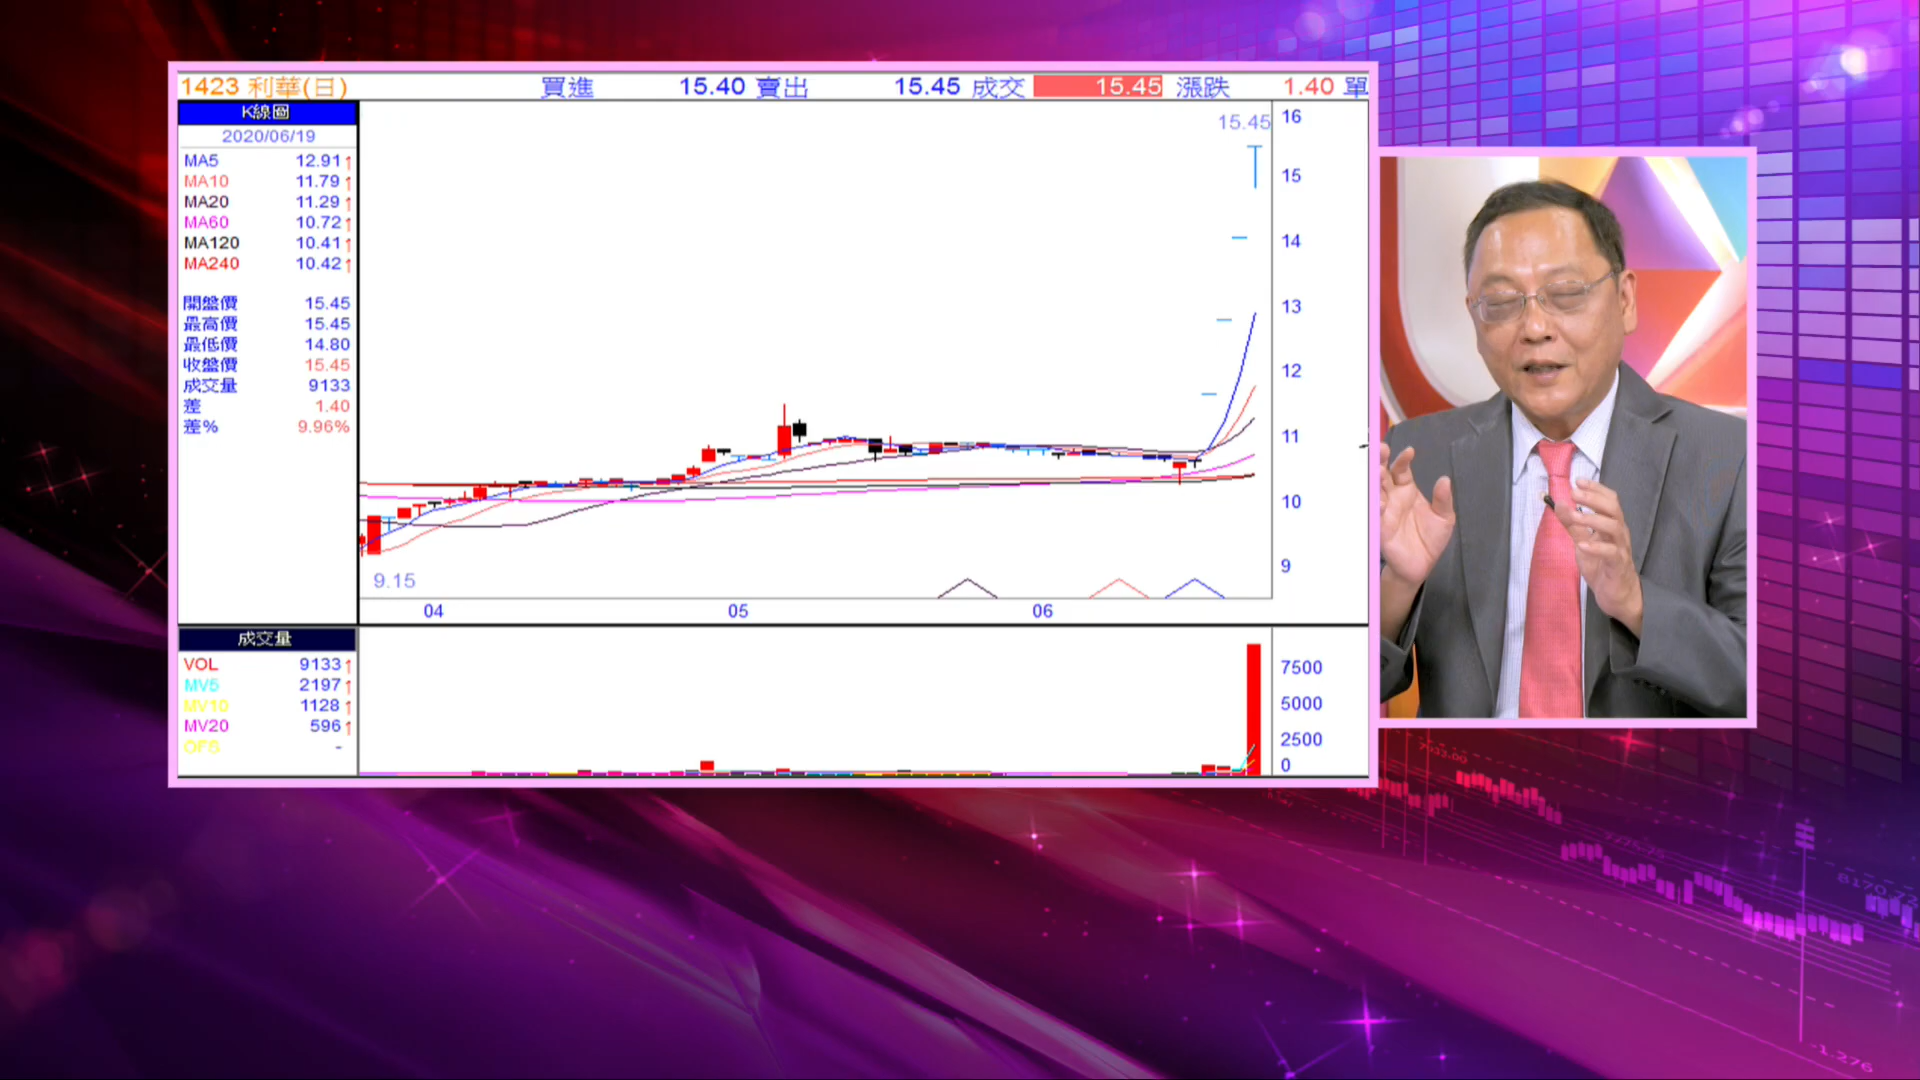 1423 利華(日) 買進 15.40 賣出 15.45 成交 15.45 漲跌 1.40 單
K線圖
2020/06/19
MA5 12.91↑
MA10 11.79↑
MA20 11.29↑
MA60 10.72↑
MA120 10.41↑
MA240 10.42↑
開盤價 15.45
最高價 15.45
最低價 14.80
收盤價 15.45
成交量 9133
差 1.40
差% 9.96%
15.45
16
15
14
13
12
11
10
9
9.15
04 05 06
成交量
VOL 9133↑
MV5 2197↑
MV10 1128↑
MV20 596↑
-
7500
5000
2500
0
-1.276